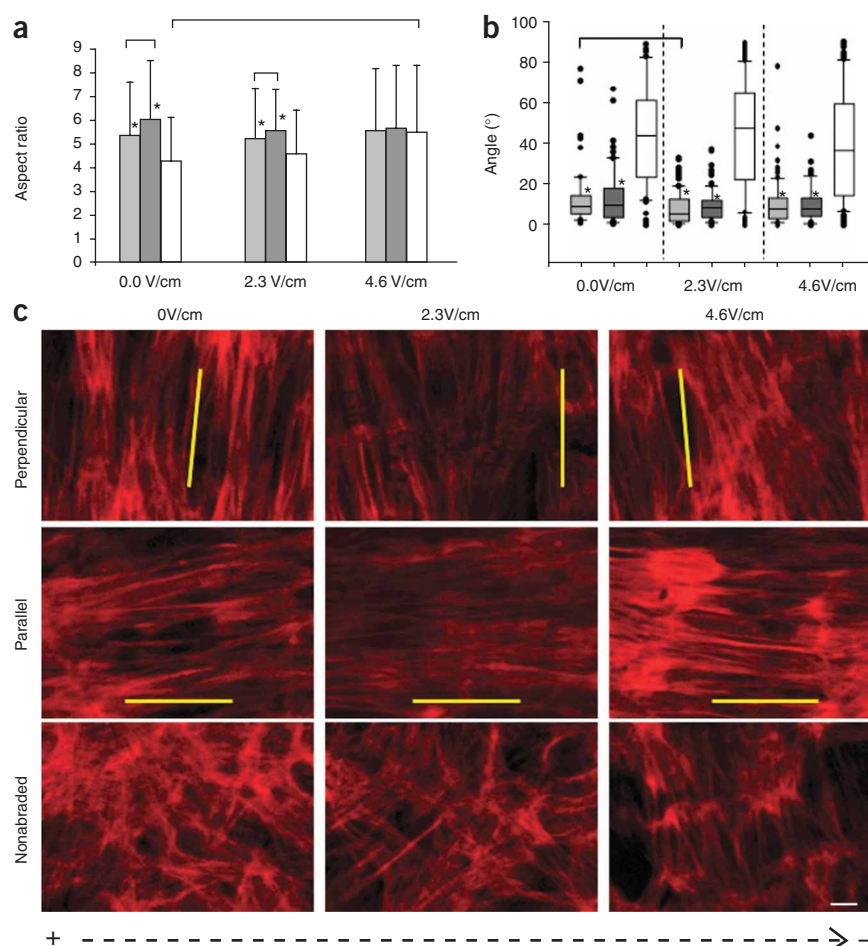 a
9
8
7
6
5
4
3
2
1
0
Aspect ratio
* * * *
0.0 V/cm 2.3 V/cm 4.6 V/cm
b
100
80
60
40
20
0
Angle (°)
* * * * * *
0.0V/cm 2.3V/cm 4.6V/cm
c
0V/cm 2.3V/cm 4.6V/cm
Perpendicular
Parallel
Nonabraded
+ –